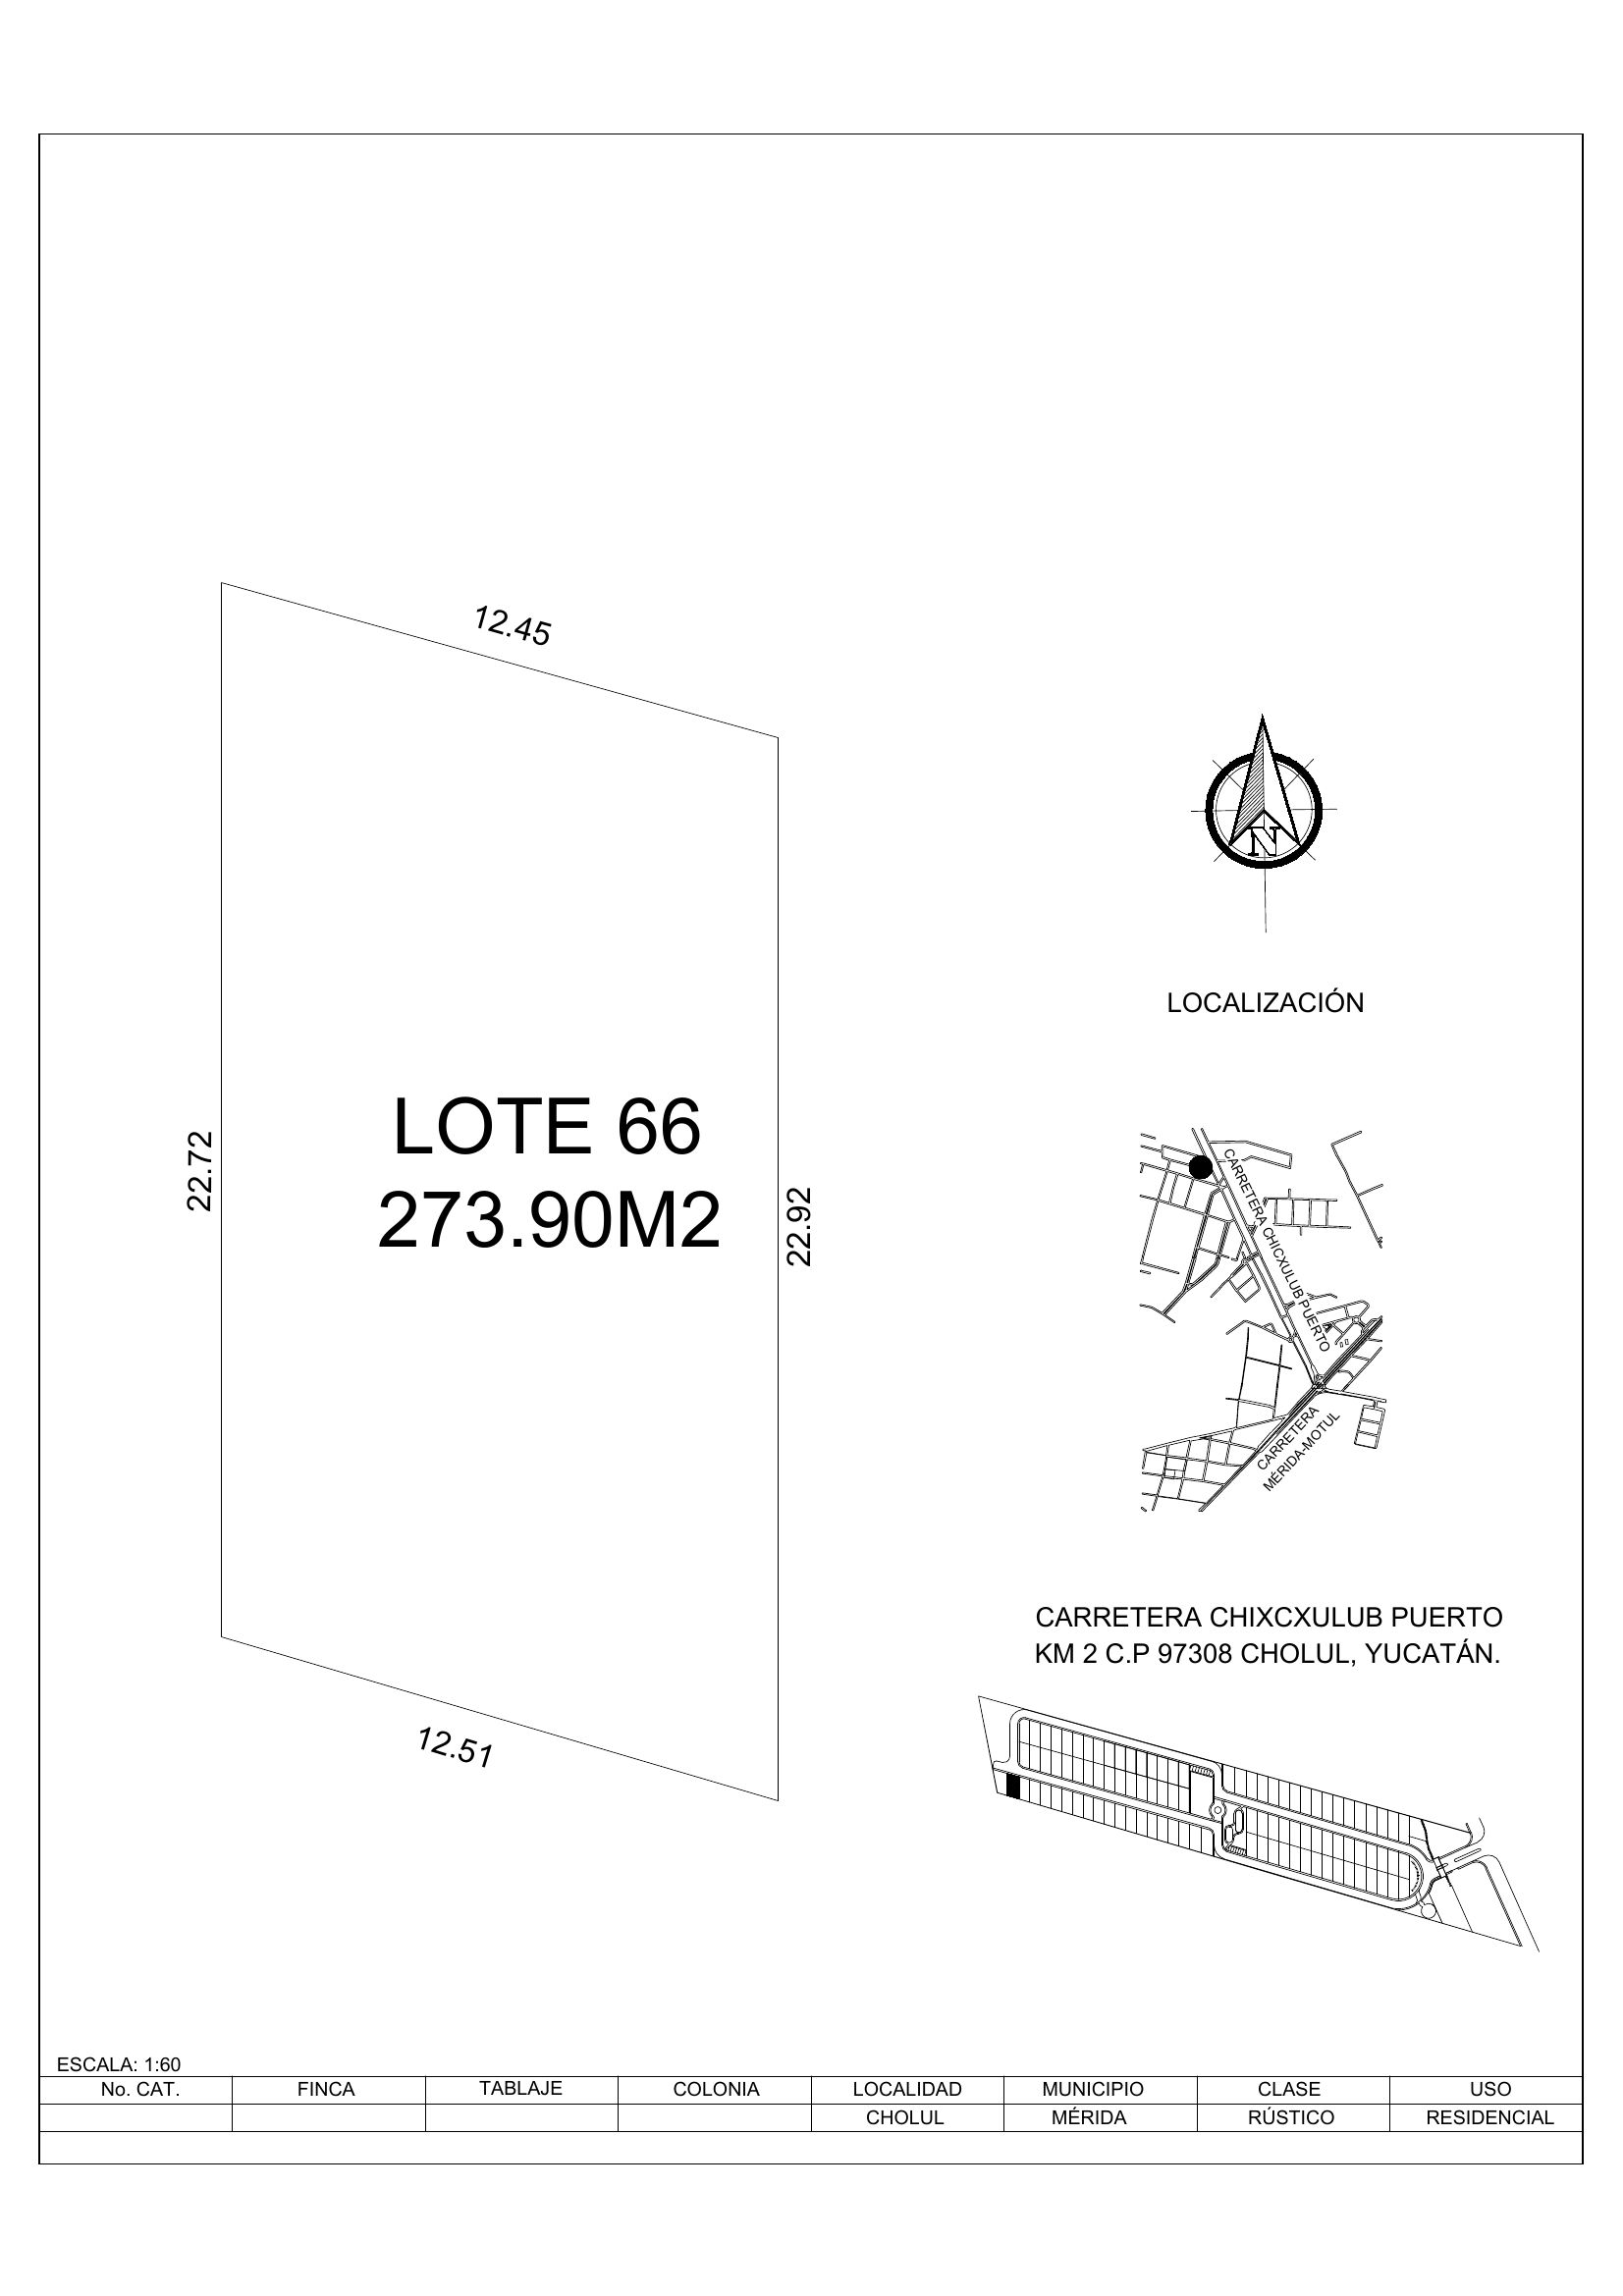 12.45
22.72
LOTE 66
273.90M2
22.92
12.51
N
LOCALIZACIÓN
CARRETERA CHICXULUB PUERTO
CARRETERA
MÉRIDA-MOTUL
CARRETERA CHIXCXULUB PUERTO
KM 2 C.P 97308 CHOLUL, YUCATÁN.
ESCALA: 1:60
No. CAT. FINCA TABLAJE COLONIA LOCALIDAD MUNICIPIO CLASE USO
CHOLUL MÉRIDA RÚSTICO RESIDENCIAL